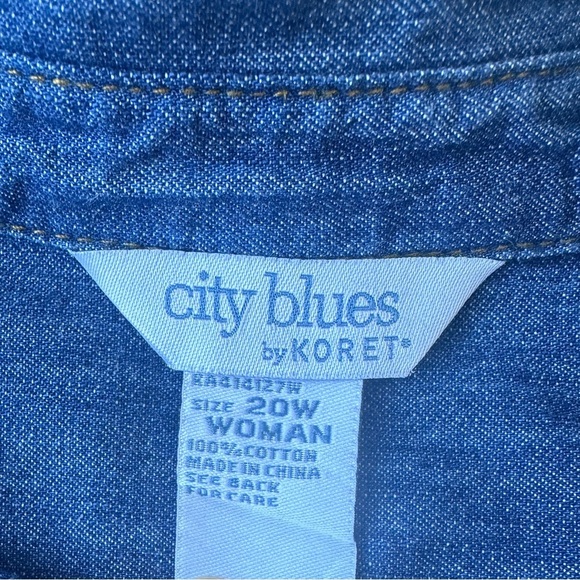 city blues
by KORET®
RA414127W
SIZE 20W
WOMAN
100% COTTON
MADE IN CHINA
SEE BACK
FOR CARE